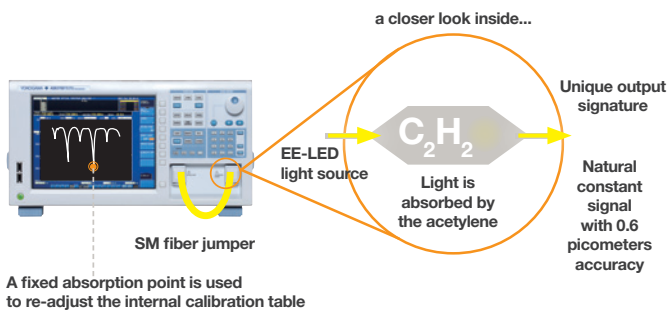 a closer look inside...
YOKOGAWA
Unique output
signature
C2H2
EE-LED
light source
Light is
absorbed by
the acetylene
Natural
constant
signal
with 0.6
picometers
accuracy
SM fiber jumper
A fixed absorption point is used
to re-adjust the internal calibration table